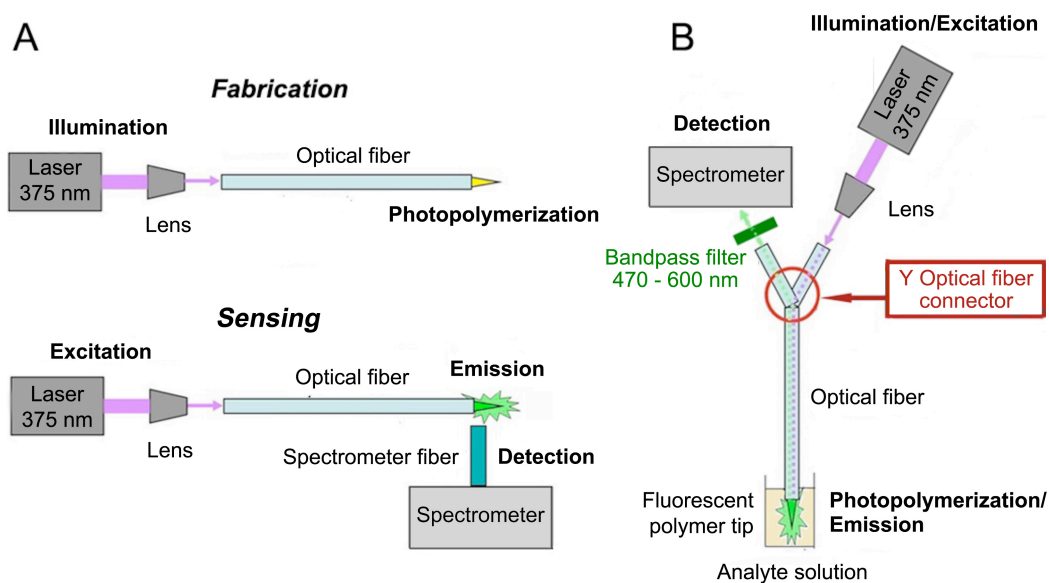 A
Fabrication
Illumination
Laser
375 nm
Lens
Optical fiber
Photopolymerization
Sensing
Excitation
Laser
375 nm
Lens
Optical fiber
Emission
Spectrometer fiber
Detection
Spectrometer
B
Illumination/Excitation
Laser
375 nm
Lens
Detection
Spectrometer
Bandpass filter
470 - 600 nm
Y Optical fiber
connector
Optical fiber
Fluorescent
polymer tip
Photopolymerization/
Emission
Analyte solution